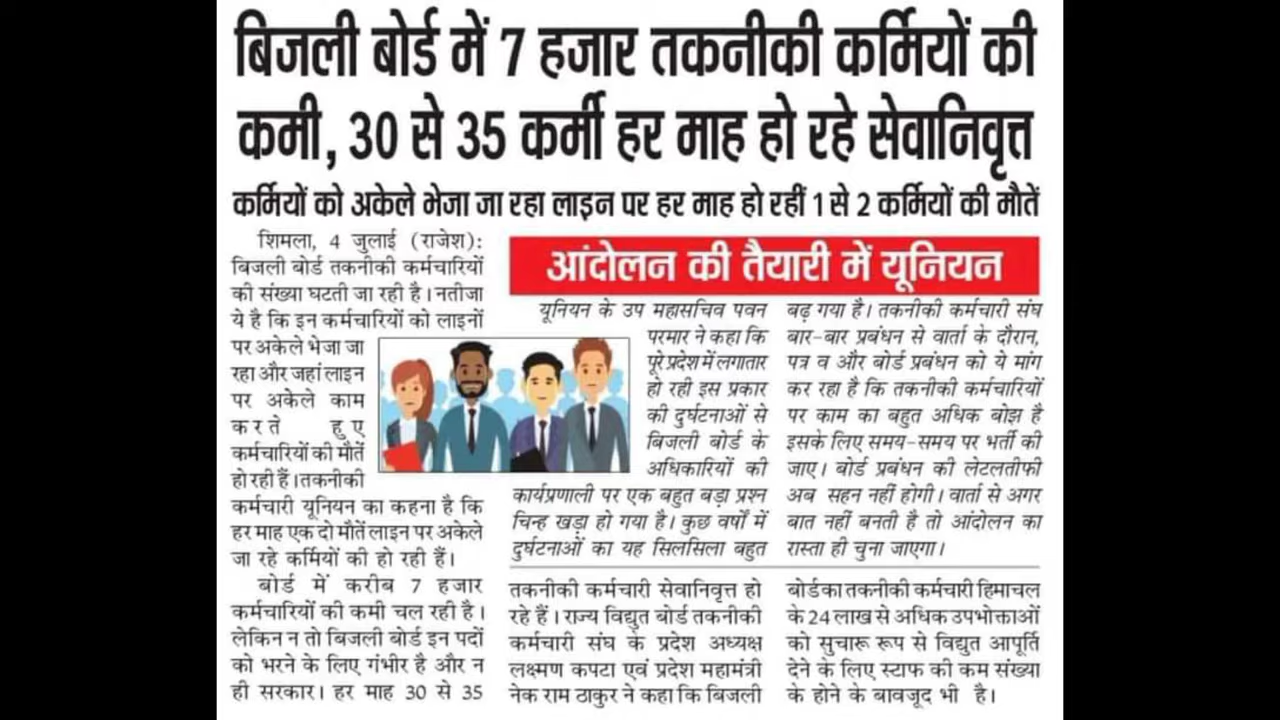 बिजली बोर्ड में 7 हजार तकनीकी कर्मियों की
कमी, 30 से 35 कर्मी हर माह हो रहे सेवानिवृत्त
कर्मियों को अकेले भेजा जा रहा लाइन पर हर माह हो रहीं 1 से 2 कर्मियों की मौतें
शिमला, 4 जुलाई (राजेश):
बिजली बोर्ड तकनीकी कर्मचारियों
की संख्या घटती जा रही है। नतीजा
ये है कि इन कर्मचारियों को लाइनों
पर अकेले भेजा जा
रहा और जहां लाइन
पर अकेले काम
करते हुए
कर्मचारियों की मौतें
हो रही हैं। तकनीकी
कर्मचारी यूनियन का कहना है कि
हर माह एक दो मौतें लाइन पर अकेले
जा रहे कर्मियों की हो रही हैं।
बोर्ड में करीब 7 हजार
कर्मचारियों की कमी चल रही है।
लेकिन न तो बिजली बोर्ड इन पदों
को भरने के लिए गंभीर है और न
ही सरकार। हर माह 30 से 35
आंदोलन की तैयारी में यूनियन
यूनियन के उप महासचिव पवन
परमार ने कहा कि
पूरे प्रदेश में लगातार
हो रही इस प्रकार
की दुर्घटनाओं से
बिजली बोर्ड के
अधिकारियों की
कार्यप्रणाली पर एक बहुत बड़ा प्रश्न
चिन्ह खड़ा हो गया है। कुछ वर्षों में
दुर्घटनाओं का यह सिलसिला बहुत
बढ़ गया है। तकनीकी कर्मचारी संघ
बार-बार प्रबंधन से वार्ता के दौरान,
पत्र व और बोर्ड प्रबंधन को ये मांग
कर रहा है कि तकनीकी कर्मचारियों
पर काम का बहुत अधिक बोझ है
इसके लिए समय-समय पर भर्ती की
जाए। बोर्ड प्रबंधन की लेटलतीफी
अब सहन नहीं होगी। वार्ता से अगर
बात नहीं बनती है तो आंदोलन का
रास्ता ही चुना जाएगा।
तकनीकी कर्मचारी सेवानिवृत्त हो
रहे हैं। राज्य विद्युत बोर्ड तकनीकी
कर्मचारी संघ के प्रदेश अध्यक्ष
लक्ष्मण कपटा एवं प्रदेश महामंत्री
नेक राम ठाकुर ने कहा कि बिजली
बोर्ड का तकनीकी कर्मचारी हिमाचल
के 24 लाख से अधिक उपभोक्ताओं
को सुचारू रूप से विद्युत आपूर्ति
देने के लिए स्टाफ की कम संख्या
के होने के बावजूद भी है।